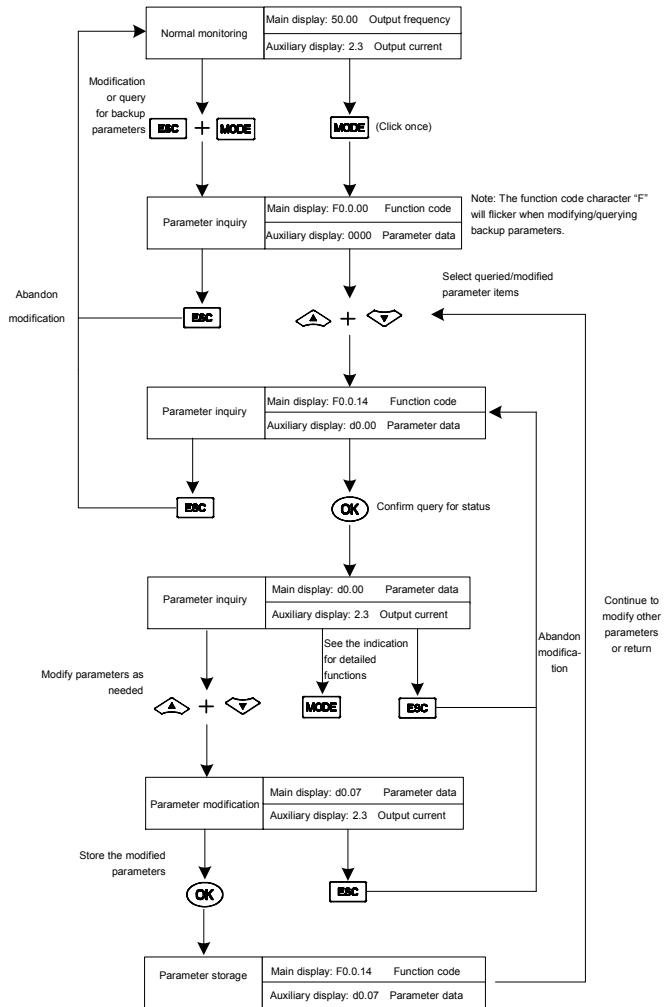 Normal monitoring
Main display: 50.00 Output frequency
Auxiliary display: 2.3 Output current
Modification
or query
for backup
parameters
ESC + MODE
MODE (Click once)
Parameter inquiry
Main display: F0.0.00 Function code
Auxiliary display: 0000 Parameter data
Note: The function code character “F”
will flicker when modifying/querying
backup parameters.
Abandon
modification
ESC
+
Select queried/modified
parameter items
Parameter inquiry
Main display: F0.0.14 Function code
Auxiliary display: d0.00 Parameter data
ESC
OK Confirm query for status
Parameter inquiry
Main display: d0.00 Parameter data
Auxiliary display: 2.3 Output current
Modify parameters as
needed
+
See the indication
for detailed
functions
MODE
ESC
Abandon
modifica-
tion
Continue to
modify other
parameters
or return
Parameter modification
Main display: d0.07 Parameter data
Auxiliary display: 2.3 Output current
Store the modified
parameters
OK
ESC
Parameter storage
Main display: F0.0.14 Function code
Auxiliary display: d0.07 Parameter data